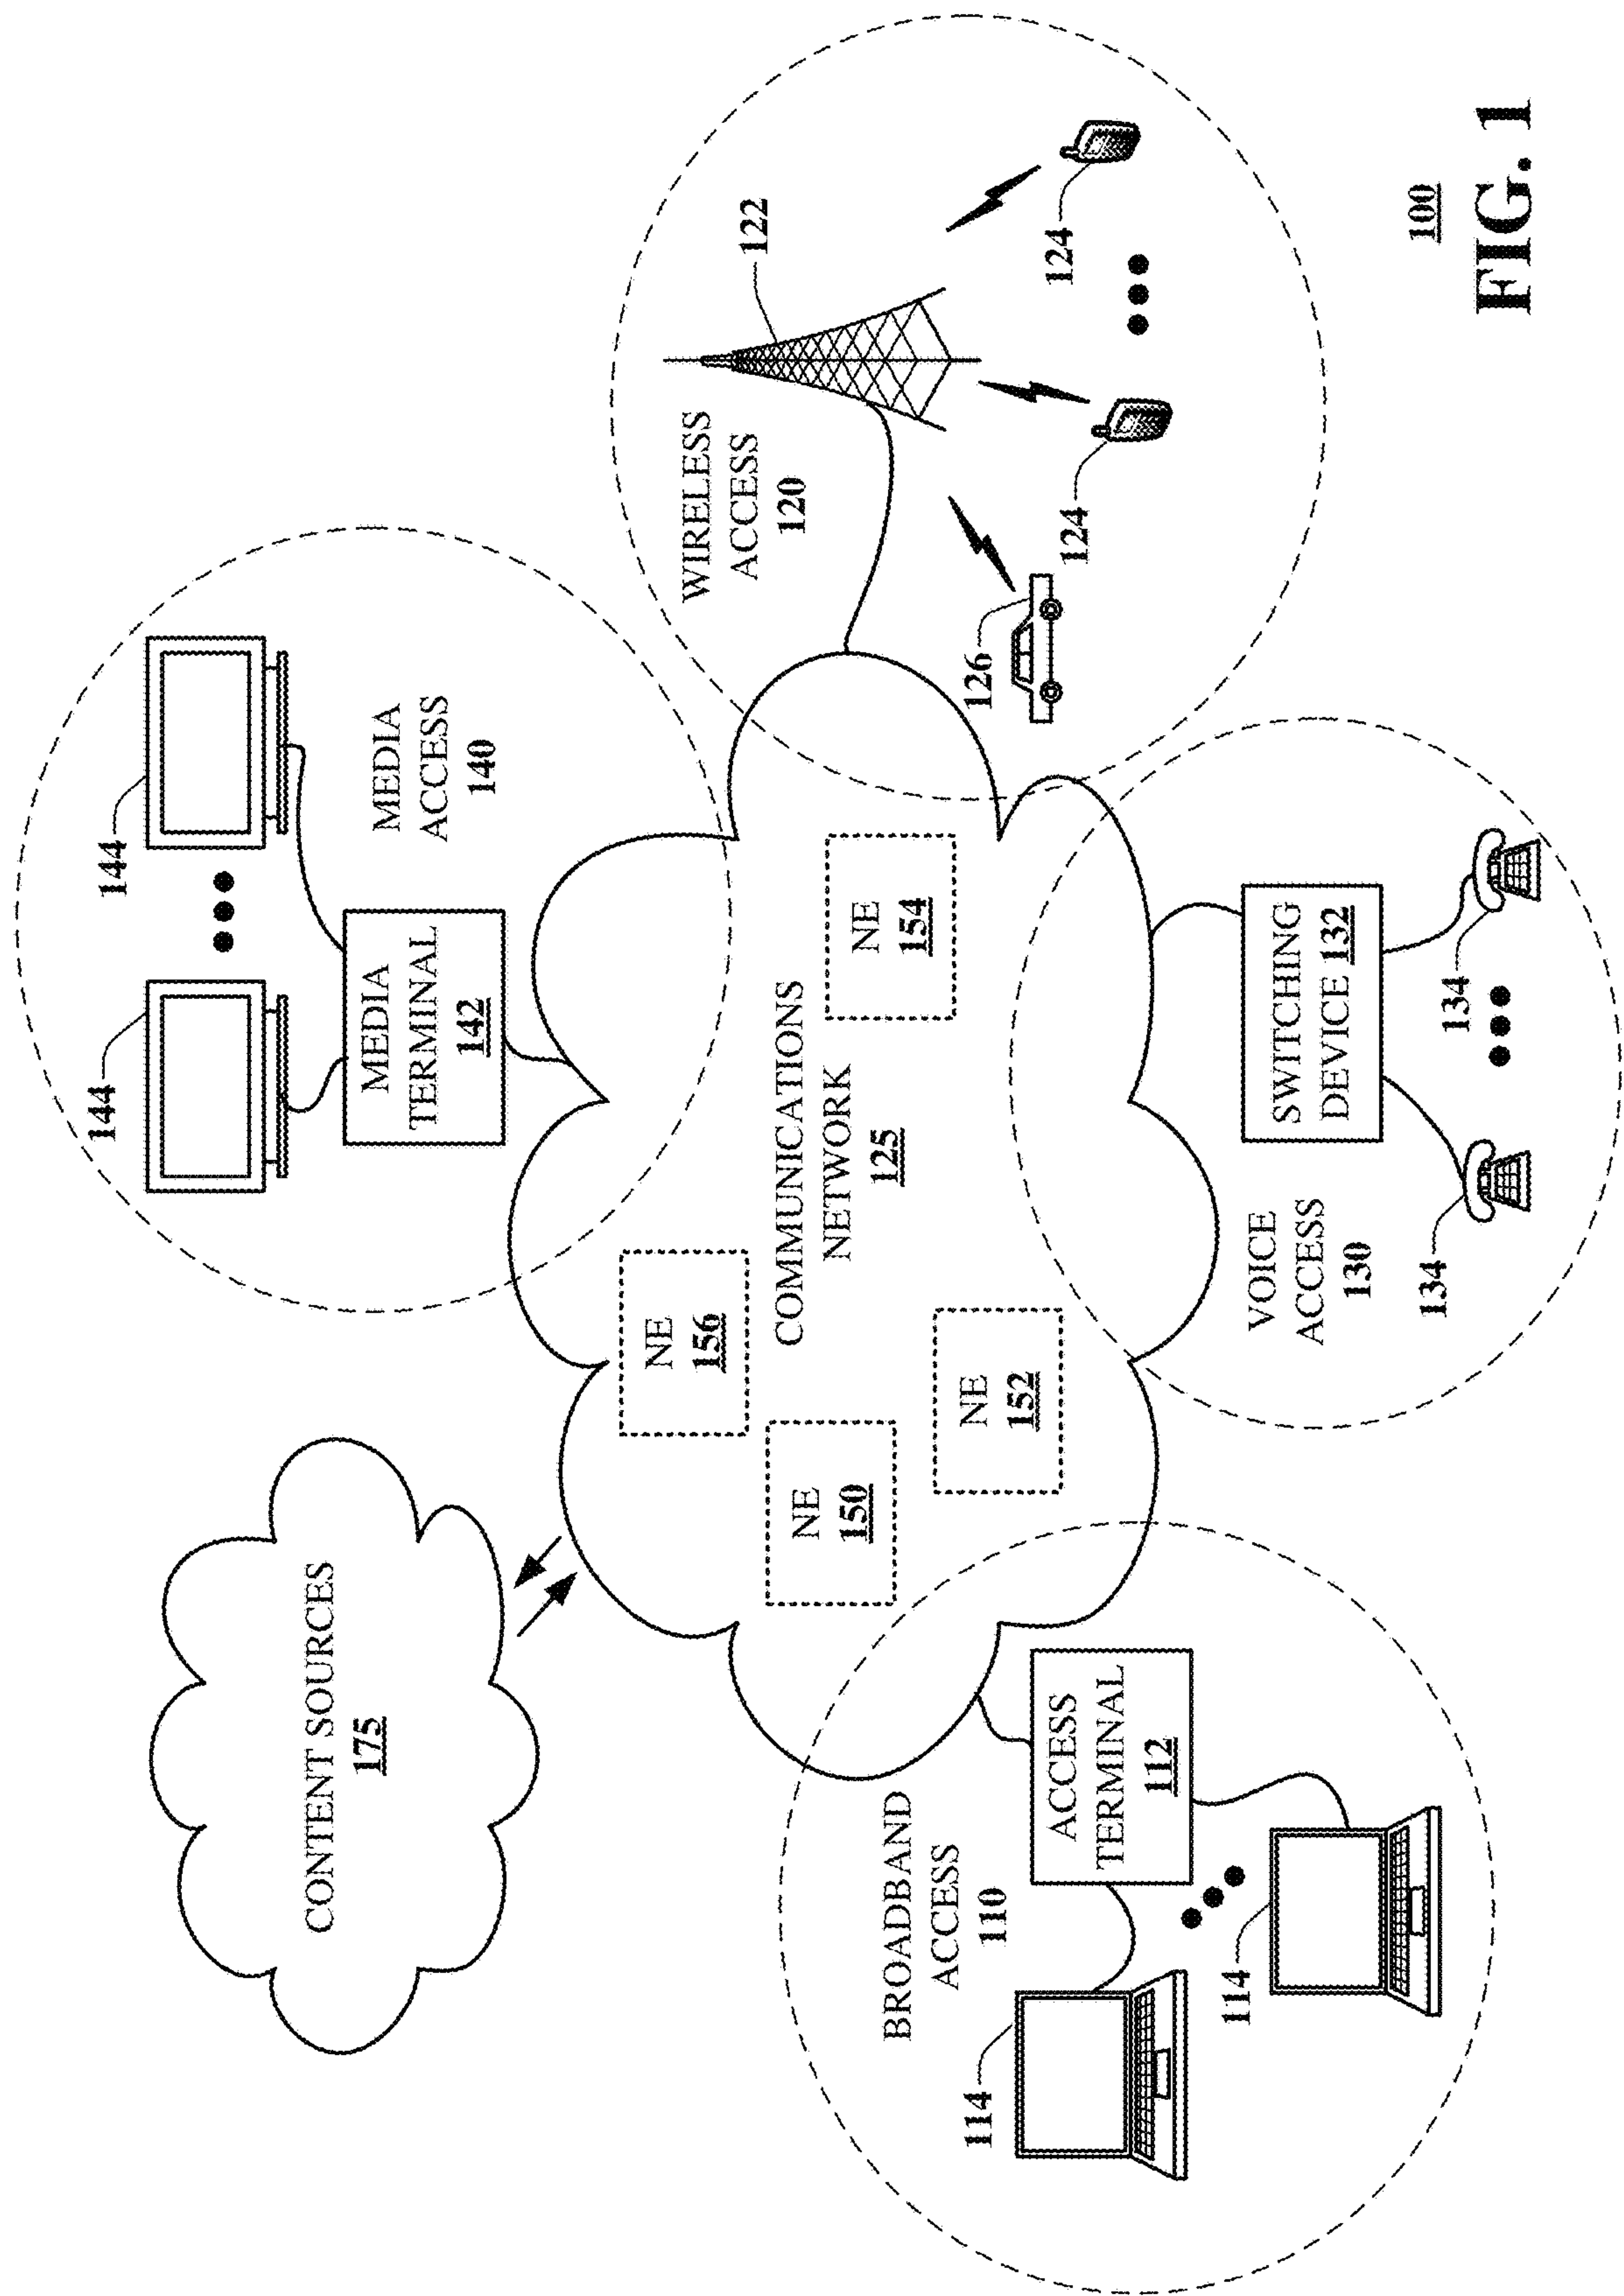 CONTENT SOURCES
175
144
144
MEDIA
TERMINAL
142
MEDIA
ACCESS
140
WIRELESS
ACCESS
120
122
124
124
126
NE
156
NE
150
NE
152
NE
154
COMMUNICATIONS
NETWORK
125
BROADBAND
ACCESS
110
ACCESS
TERMINAL
112
114
114
VOICE
ACCESS
130
SWITCHING
DEVICE 132
134
134
100
FIG. 1